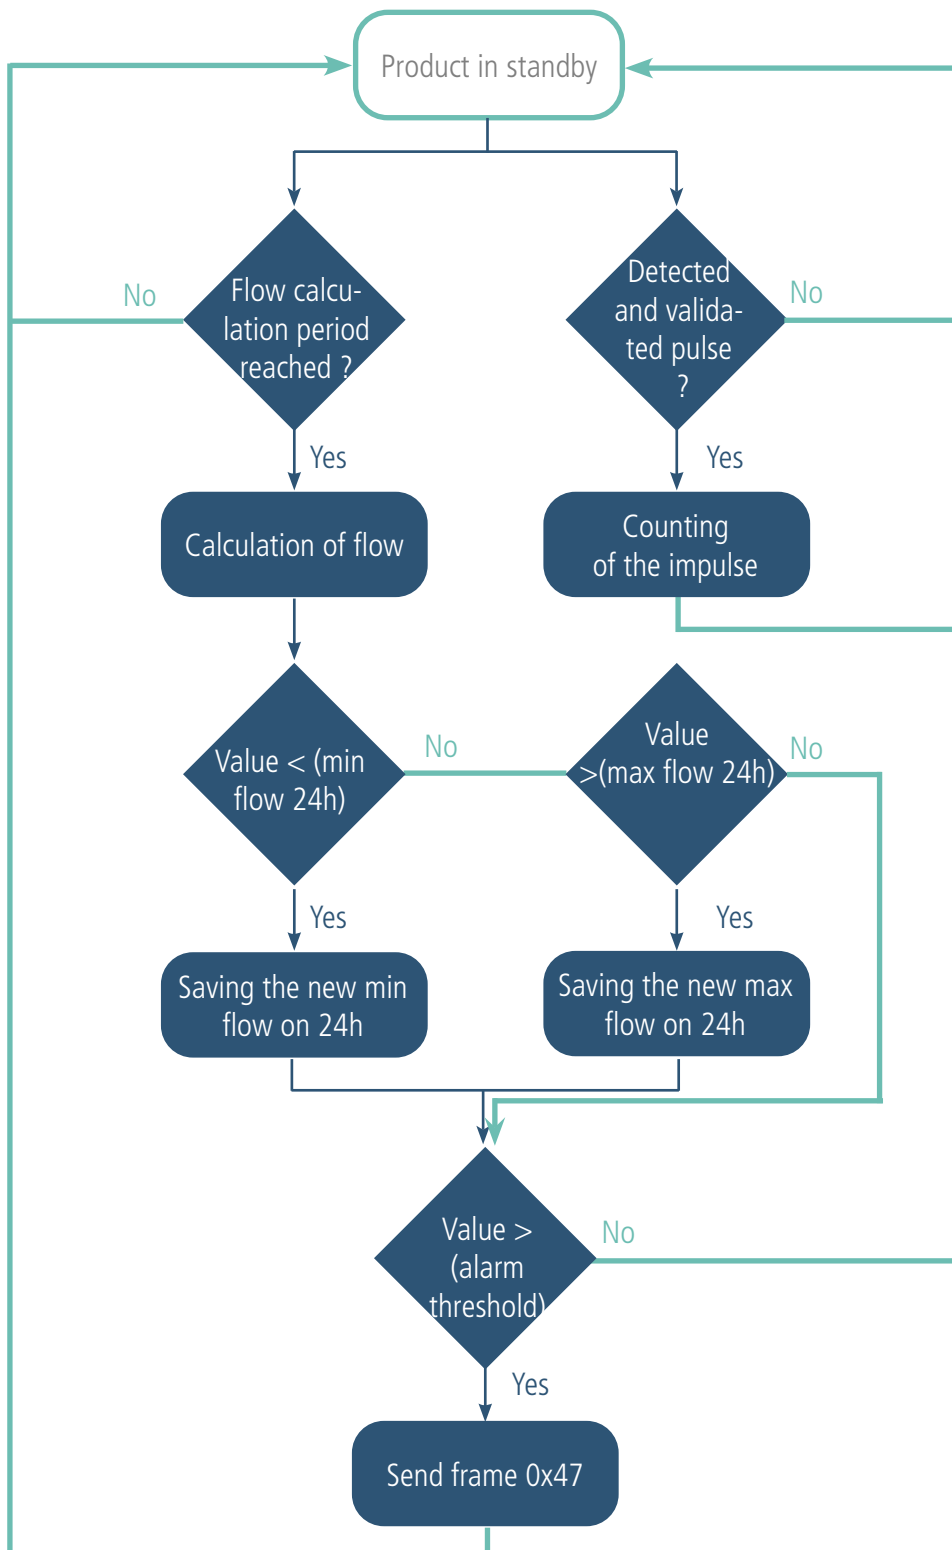 Product in standby
No
Flow calcu-
lation period
reached ?
Detected
and valida-
ted pulse
?
No
Yes
Yes
Calculation of flow
Counting
of the impulse
Value < (min
flow 24h)
No
Value
>(max flow 24h)
No
Yes
Yes
Saving the new min
flow on 24h
Saving the new max
flow on 24h
Value >
(alarm
threshold)
No
Yes
Send frame 0x47